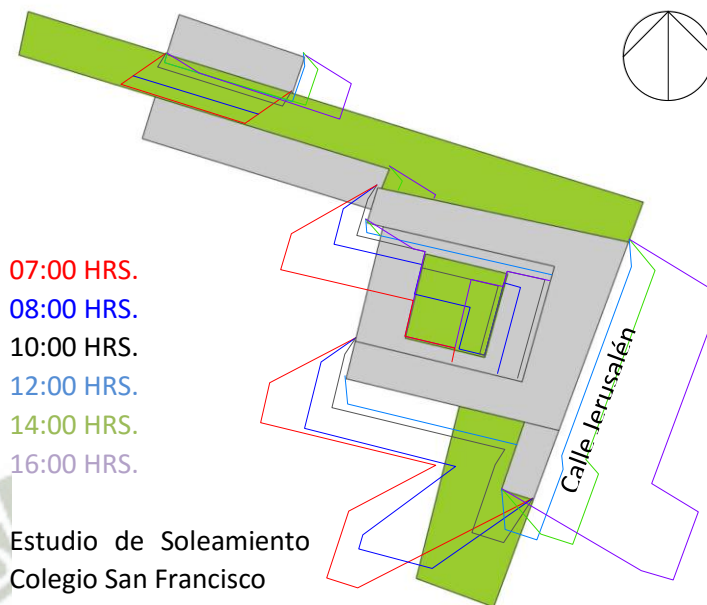 07:00 HRS.
08:00 HRS.
10:00 HRS.
12:00 HRS.
14:00 HRS.
16:00 HRS.
Calle Jerusalén
Estudio de Soleamiento
Colegio San Francisco